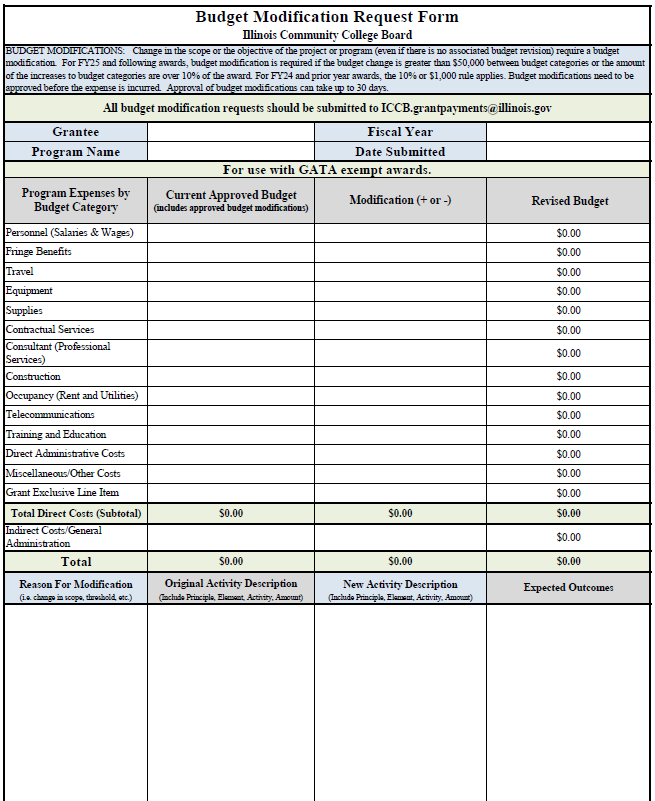 Budget Modification Request Form
Illinois Community College Board
BUDGET MODIFICATIONS: Change in the scope or the objective of the project or program (even if there is no associated budget revision) require a budget
modification. For FY25 and following awards, budget modification is required if the budget change is greater than $50,000 between budget categories or the amount
of the increases to budget categories are over 10% of the award. For FY24 and prior year awards, the 10% or $1,000 rule applies. Budget modifications need to be
approved before the expense is incurred. Approval of budget modifications can take up to 30 days.
All budget modification requests should be submitted to ICCB.grantpayments@illinois.gov
Grantee Fiscal Year
Program Name Date Submitted
For use with GATA exempt awards.
Program Expenses by
Budget Category
Current Approved Budget
(includes approved budget modifications)
Modification (+ or -)
Revised Budget
Personnel (Salaries & Wages) $0.00
Fringe Benefits $0.00
Travel $0.00
Equipment $0.00
Supplies $0.00
Contractual Services $0.00
Consultant (Professional
Services) $0.00
Construction $0.00
Occupancy (Rent and Utilities) $0.00
Telecommunications $0.00
Training and Education $0.00
Direct Administrative Costs $0.00
Miscellaneous/Other Costs $0.00
Grant Exclusive Line Item $0.00
Total Direct Costs (Subtotal) $0.00 $0.00 $0.00
Indirect Costs/General
Administration $0.00
Total $0.00 $0.00 $0.00
Reason For Modification
(i.e. change in scope, threshold, etc.)
Original Activity Description
(Include Principle, Element, Activity, Amount)
New Activity Description
(Include Principle, Element, Activity, Amount)
Expected Outcomes